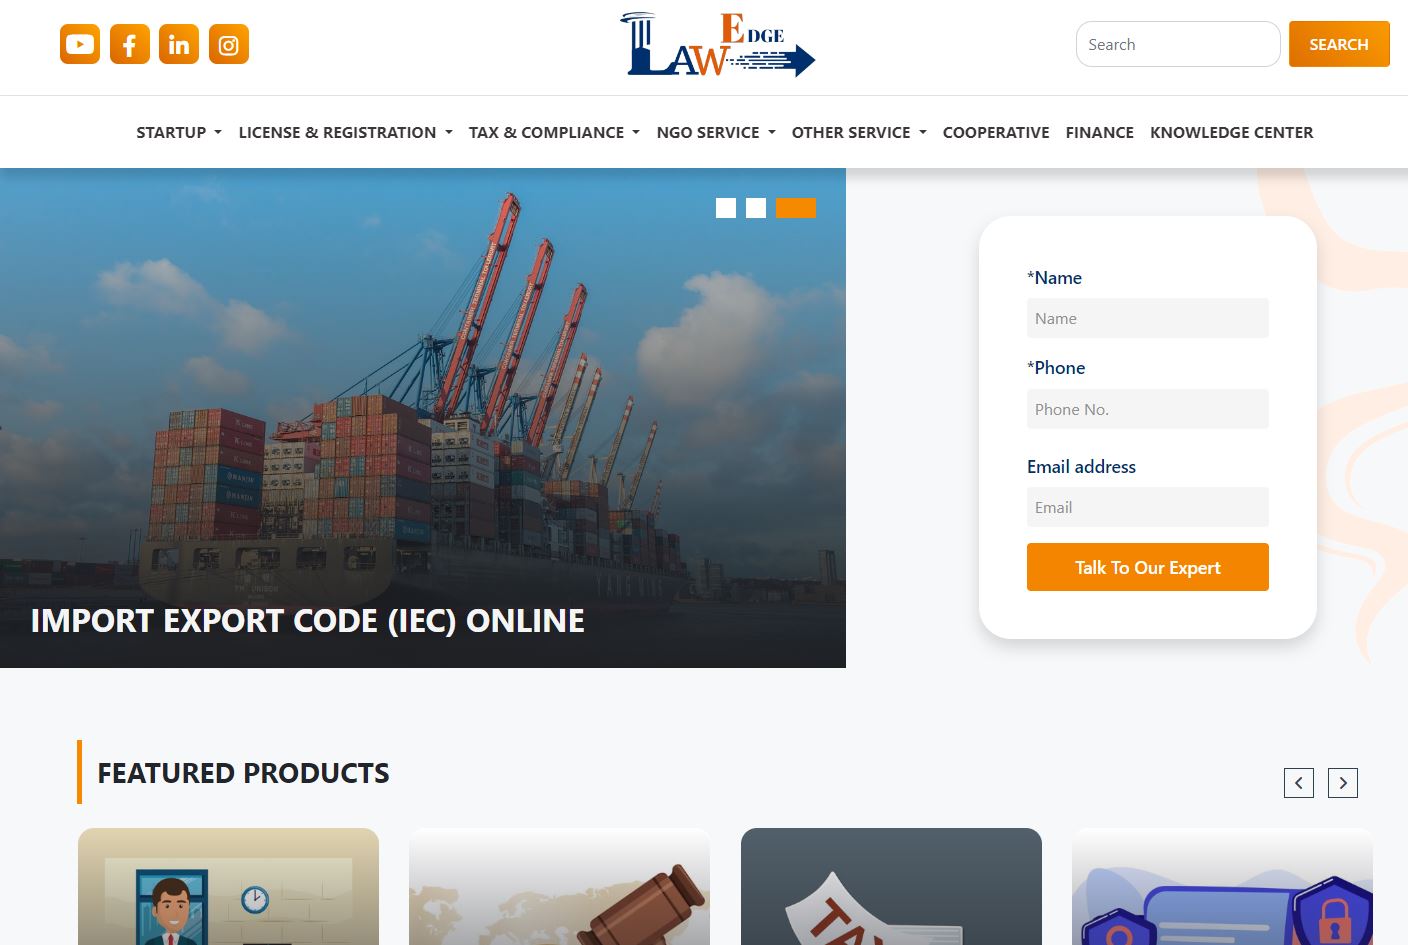 LAW EDGE
Search
SEARCH
STARTUP
LICENSE & REGISTRATION
TAX & COMPLIANCE
NGO SERVICE
OTHER SERVICE
COOPERATIVE
FINANCE
KNOWLEDGE CENTER
IMPORT EXPORT CODE (IEC) ONLINE
*Name
Name
*Phone
Phone No.
Email address
Email
Talk To Our Expert
FEATURED PRODUCTS